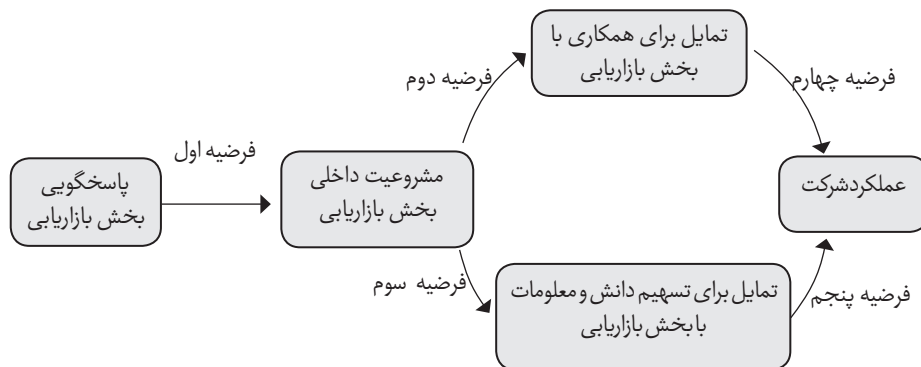 تمایل برای همکاری با
بخش بازاریابی
فرضیه دوم
فرضیه چهارم
فرضیه اول
پاسخگویی
بخش بازاریابی
مشروعیت داخلی
بخش بازاریابی
عملکردشرکت
فرضیه سوم
تمایل برای تسهیم دانش و معلومات
با بخش بازاریابی
فرضیه پنجم